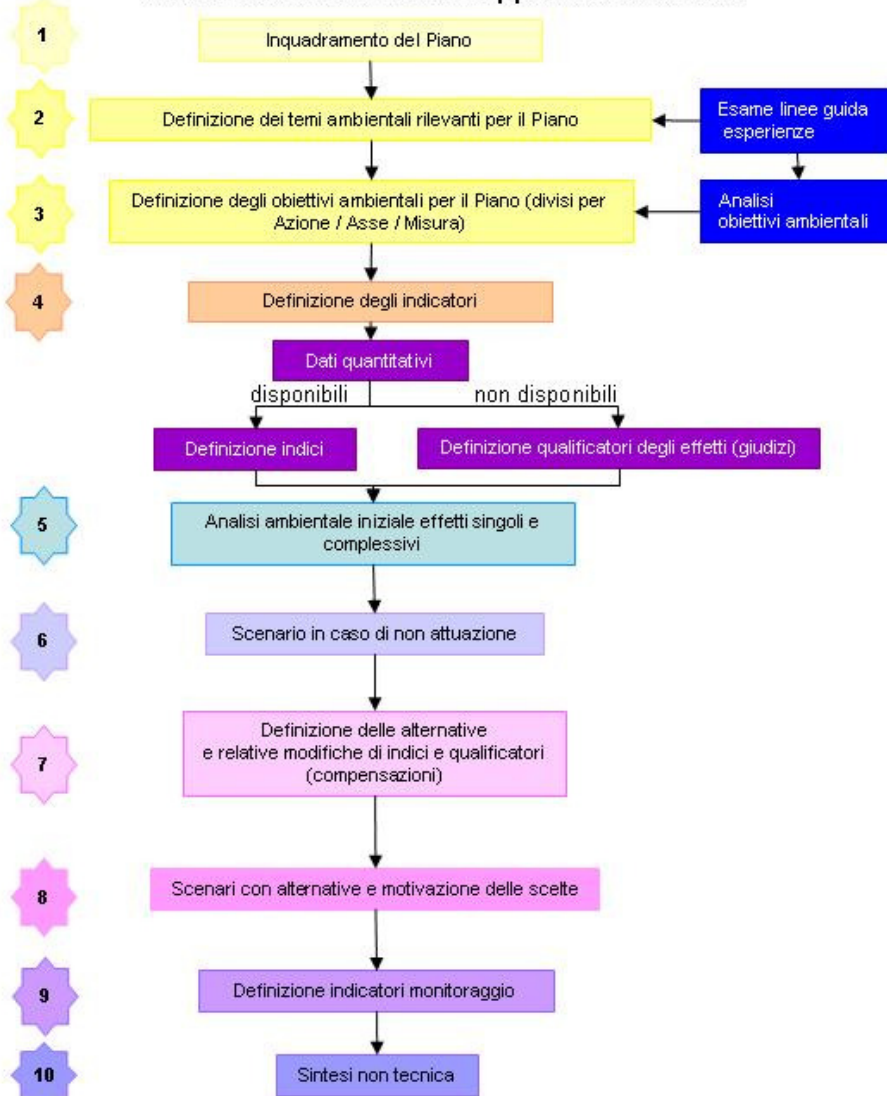 1
Inquadramento del Piano
2
Definizione dei temi ambientali rilevanti per il Piano
Esame linee guida
esperienze
3
Definizione degli obiettivi ambientali per il Piano (divisi per
Azione / Asse / Misura)
Analisi
obiettivi ambientali
4
Definizione degli indicatori
Dati quantitativi
disponibili
non disponibili
Definizione indici
Definizione qualificatori degli effetti (giudizi)
5
Analisi ambientale iniziale effetti singoli e
complessivi
6
Scenario in caso di non attuazione
7
Definizione delle alternative
e relative modifiche di indici e qualificatori
(compensazioni)
8
Scenari con alternative e motivazione delle scelte
9
Definizione indicatori monitoraggio
10
Sintesi non tecnica